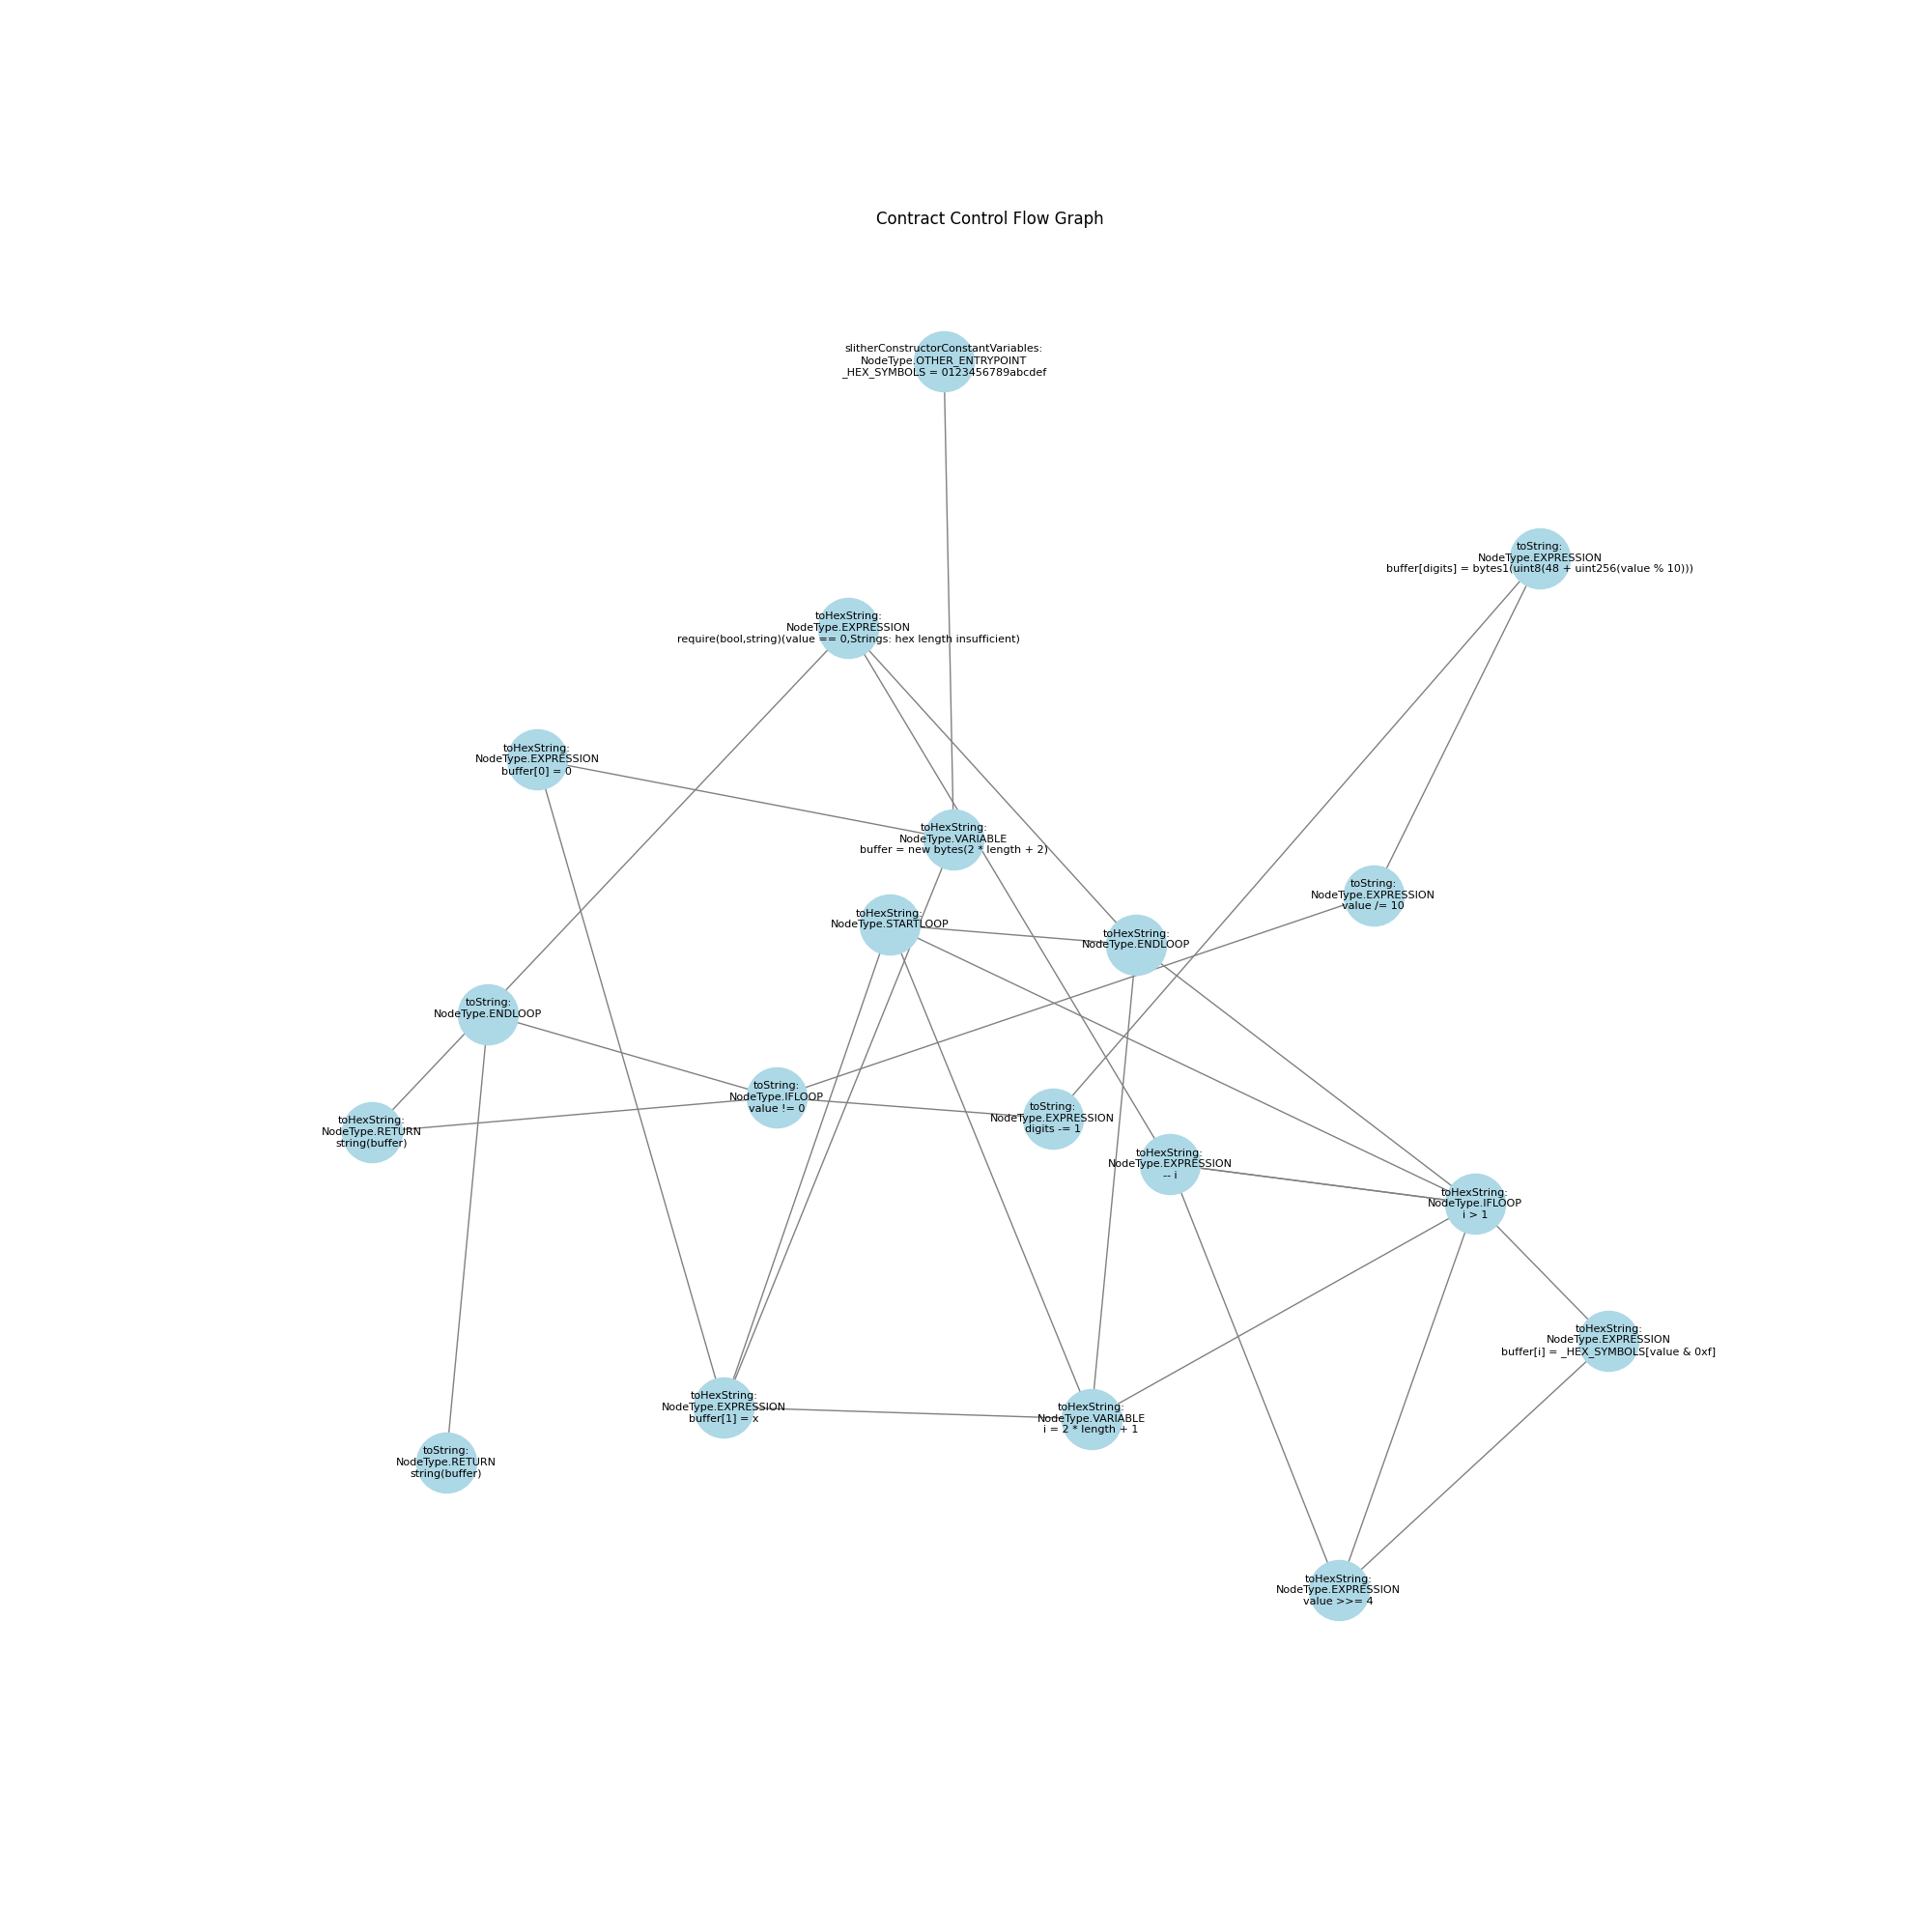 Contract Control Flow Graph
slitherConstructorConstantVariables:
NodeType.OTHER_ENTRYPOINT
_HEX_SYMBOLS = 0123456789abcdef
toString:
NodeType.EXPRESSION
buffer[digits] = bytes1(uint8(48 + uint256(value % 10)))
toHexString:
NodeType.EXPRESSION
require(bool,string)(value == 0,Strings: hex length insufficient)
toHexString:
NodeType.EXPRESSION
buffer[0] = 0
toHexString:
NodeType.VARIABLE
buffer = new bytes(2 * length + 2)
toString:
NodeType.EXPRESSION
value /= 10
toHexString:
NodeType.STARTLOOP
toHexString:
NodeType.ENDLOOP
toString:
NodeType.ENDLOOP
toString:
NodeType.IFLOOP
value != 0
toString:
NodeType.EXPRESSION
digits -= 1
toHexString:
NodeType.RETURN
string(buffer)
toHexString:
NodeType.EXPRESSION
-- i
toHexString:
NodeType.IFLOOP
i > 1
toHexString:
NodeType.EXPRESSION
buffer[i] = _HEX_SYMBOLS[value & 0xf]
toHexString:
NodeType.EXPRESSION
buffer[1] = x
toHexString:
NodeType.VARIABLE
i = 2 * length + 1
toString:
NodeType.RETURN
string(buffer)
toHexString:
NodeType.EXPRESSION
value >>= 4